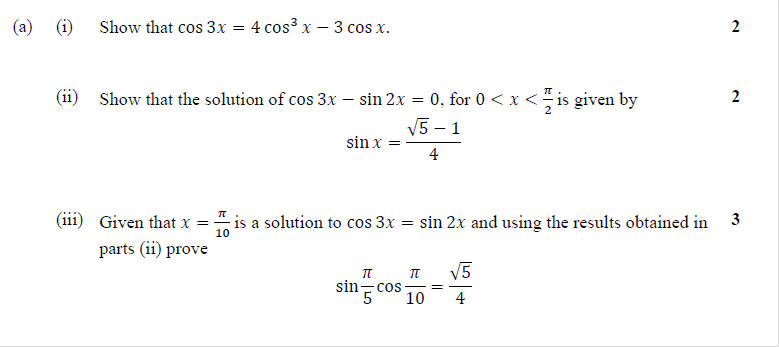 (a) (i) Show that cos 3x = 4 cos³ x − 3 cos x. 2
(ii) Show that the solution of cos 3x − sin 2x = 0, for 0 < x < π/2 is given by 2
sin x = (√5 − 1)/4
(iii) Given that x = π/10 is a solution to cos 3x = sin 2x and using the results obtained in 3
parts (ii) prove
sin π/5 cos π/10 = √5/4